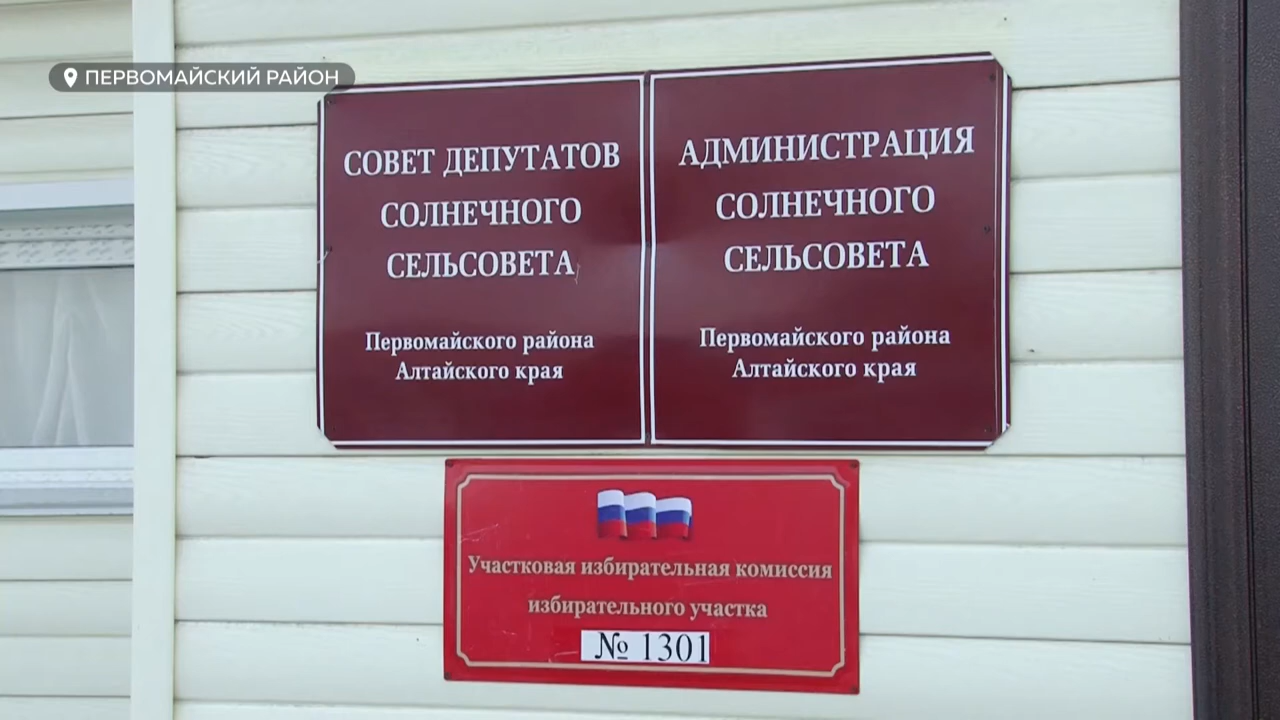 ПЕРВОМАЙСКИЙ РАЙОН
СОВЕТ ДЕПУТАТОВ
СОЛНЕЧНОГО
СЕЛЬСОВЕТА
Первомайского района
Алтайского края
АДМИНИСТРАЦИЯ
СОЛНЕЧНОГО
СЕЛЬСОВЕТА
Первомайского района
Алтайского края
Участковая избирательная комиссия
избирательного участка
№ 1301